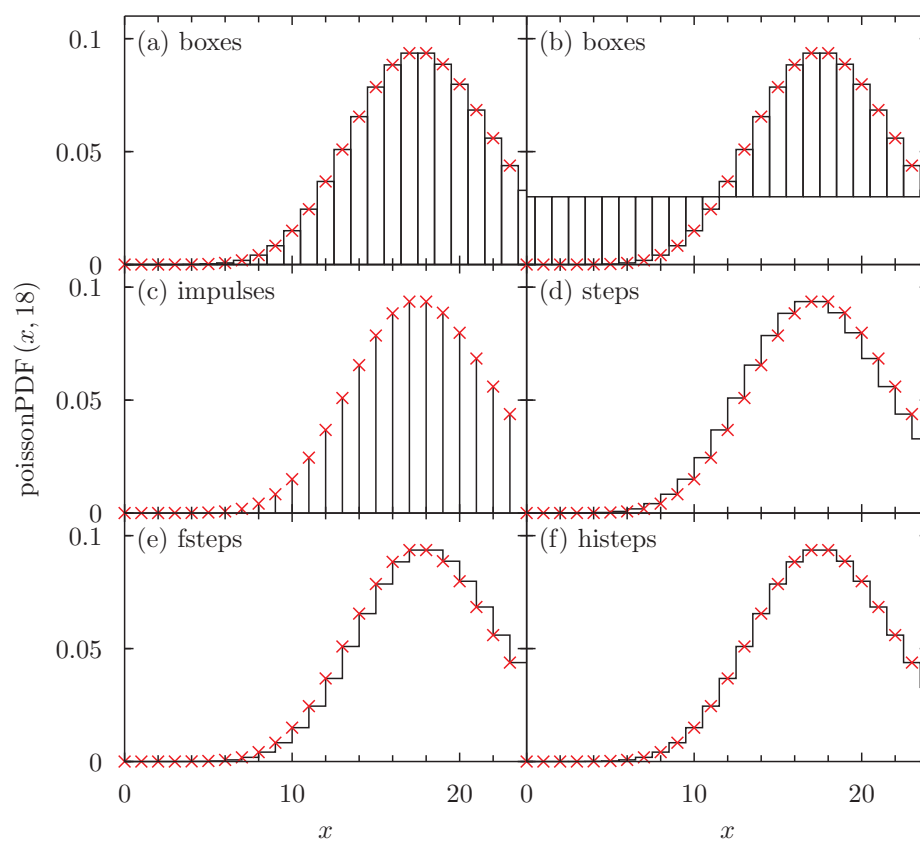 0.1
(a) boxes
(b) boxes
0.05
0
0.1
(c) impulses
(d) steps
0.05
0
0.1
(e) fsteps
(f) histeps
0.05
0
poissonPDF (x, 18)
0 10 20 0 10 20
x x